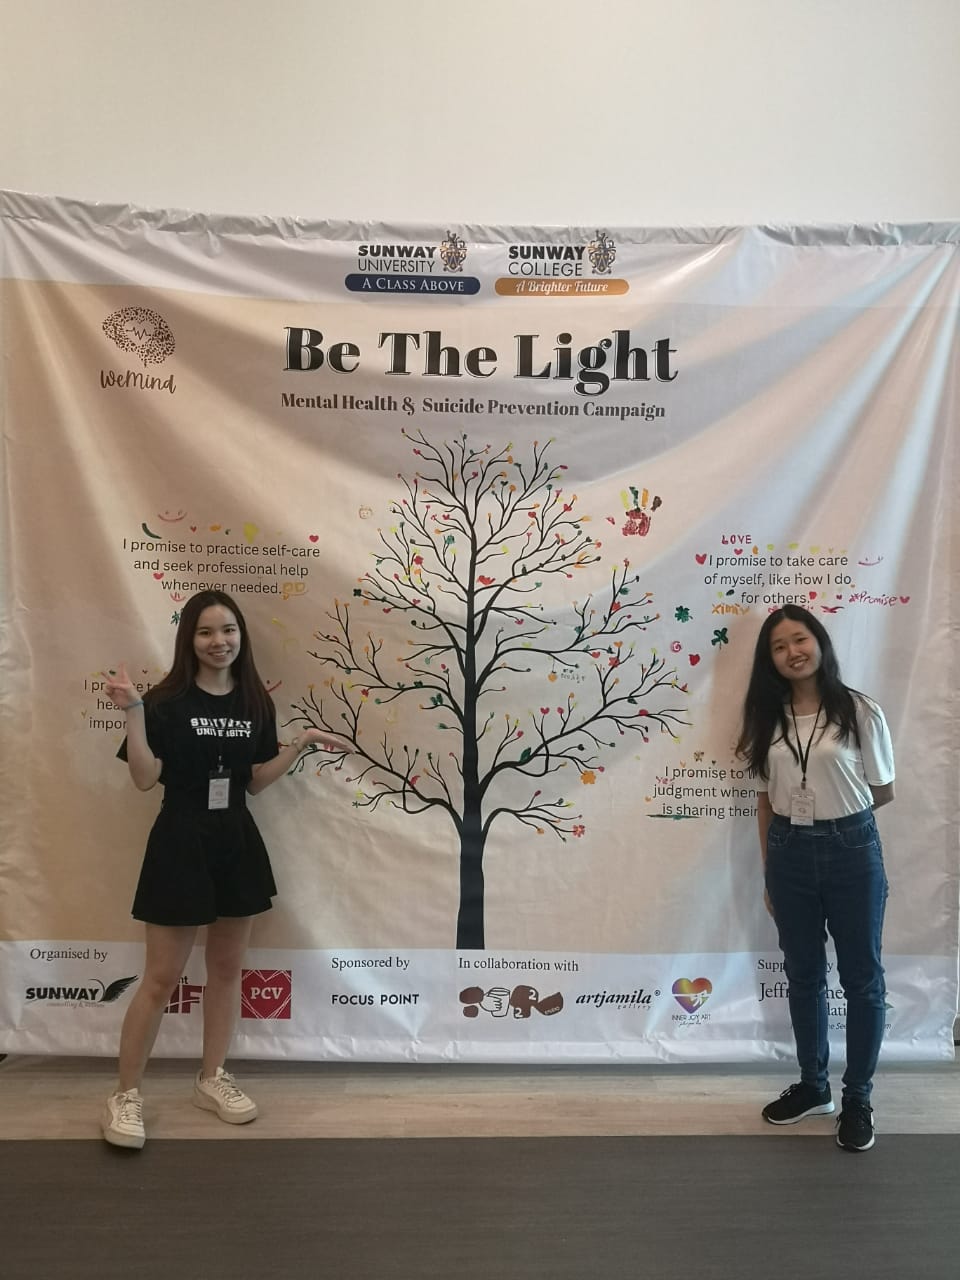 SUNWAY
UNIVERSITY
A CLASS ABOVE
SUNWAY
COLLEGE
A Brighter Future
WeMind
Be The Light
Mental Health & Suicide Prevention Campaign
I promise to practice self-care
and seek professional help
whenever needed.
LOVE
I promise to take care
of myself, like how I do
for others.
Promise
I promise to
judgment when
is sharing their
SUNWAY
UNIVERSITY
Organised by
SUNWAY
PCV
Sponsored by
FOCUS POINT
In collaboration with
22
artjamila®
gallery
INNER JOY ART